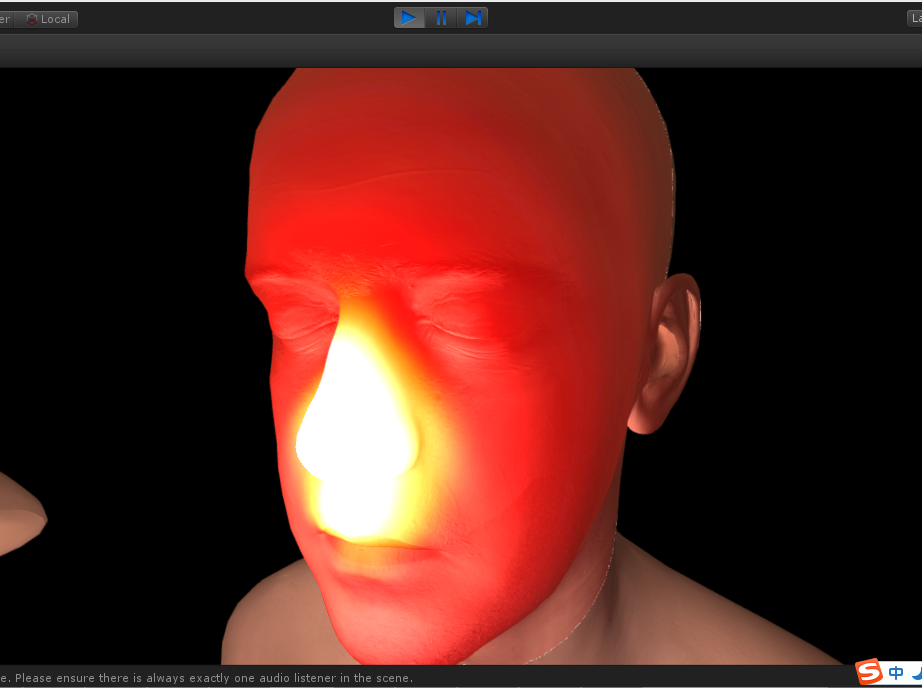 er Local
La
e. Please ensure there is always exactly one audio listener in the scene.
S 中